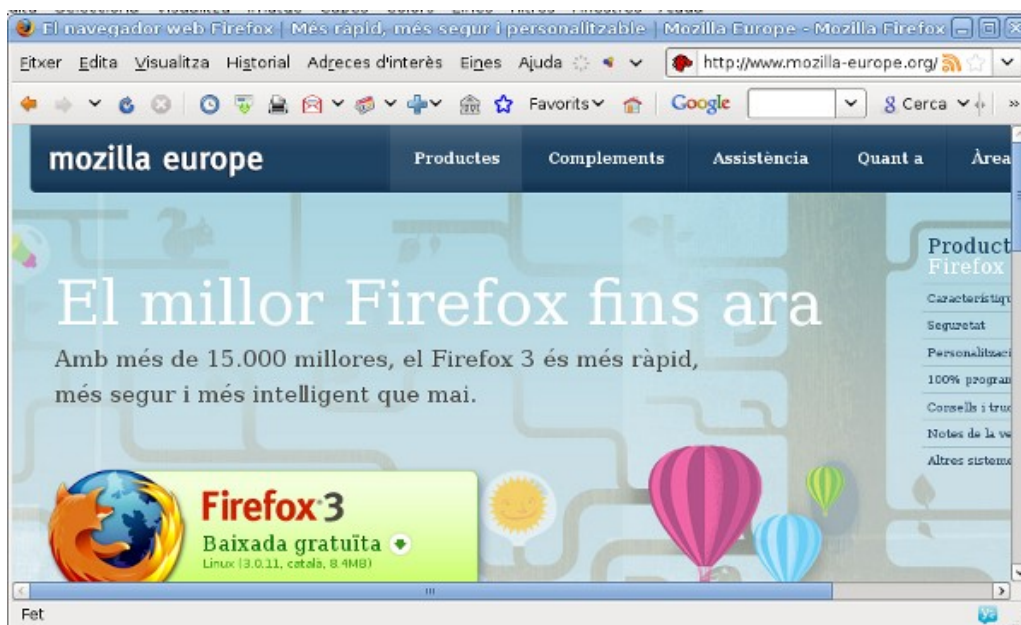 El navegador web Firefox | Més ràpid, més segur i personalitzable | Mozilla Europe - Mozilla Firefox
Fitxer Edita Visualitza Historial Adreces d'interès Eines Ajuda http://www.mozilla-europe.org/
Favorits Google Cerca
mozilla europe Productes Complements Assistència Quant a Àrea
Product
Firefox
El millor Firefox fins ara
Característiqu
Seguretat
Amb més de 15.000 millores, el Firefox 3 és més ràpid,
més segur i més intelligent que mai.
Personalitzaci
100% program
Consells i truc
Notes de la ve
Altres sisteme
Firefox 3
Baixada gratuïta
Linux (3.0.11, català, 8.4MB)
Fet